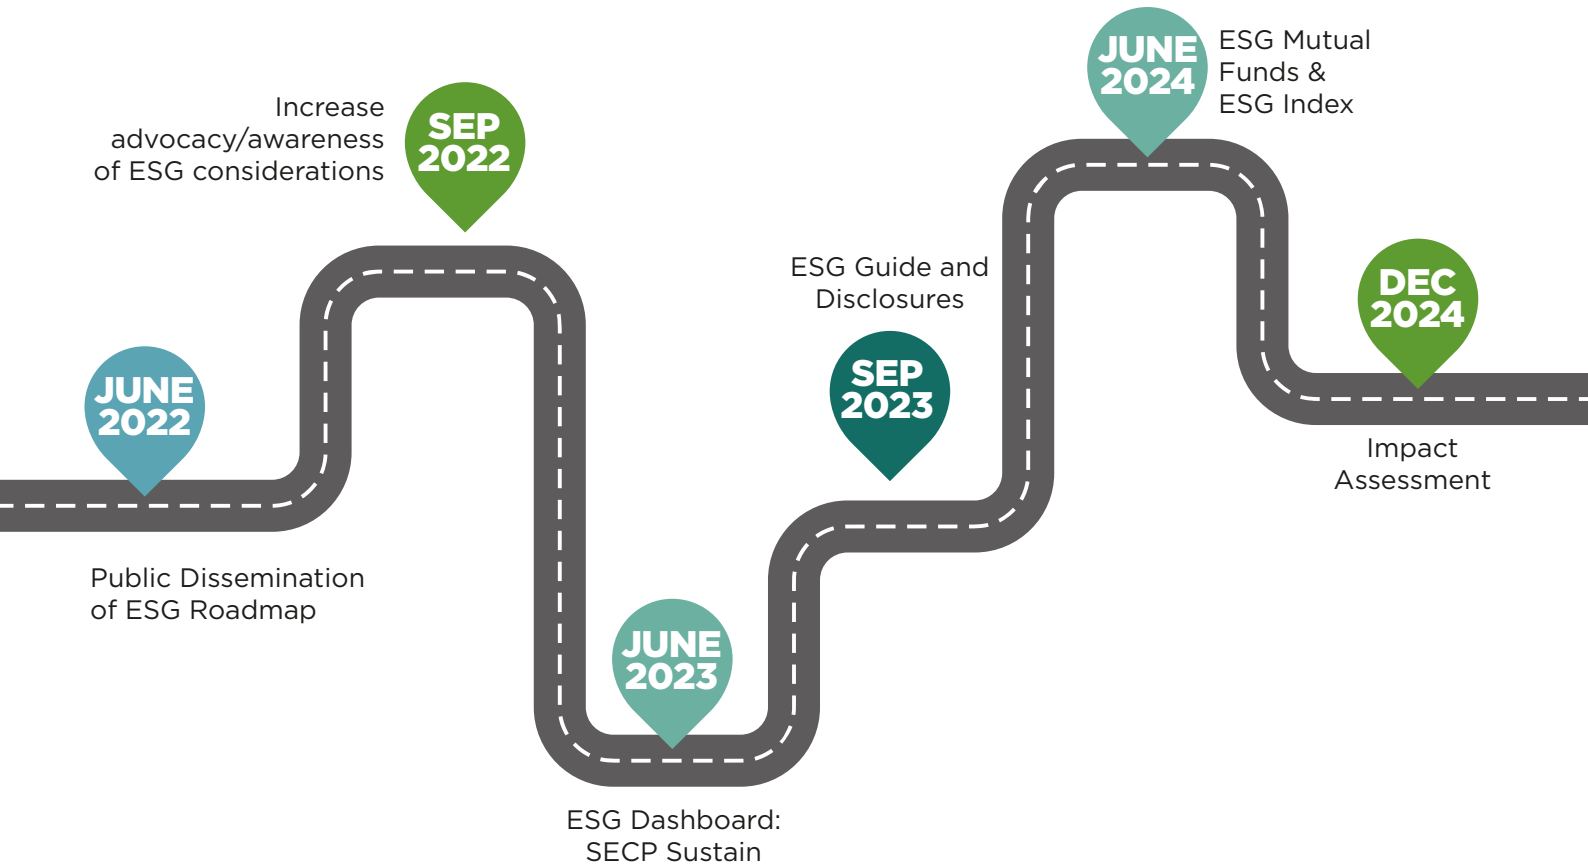 JUNE
2022
Public Dissemination
of ESG Roadmap
Increase
advocacy/awareness
of ESG considerations
SEP
2022
JUNE
2023
ESG Dashboard:
SECP Sustain
ESG Guide and
Disclosures
SEP
2023
JUNE
2024
ESG Mutual
Funds &
ESG Index
DEC
2024
Impact
Assessment